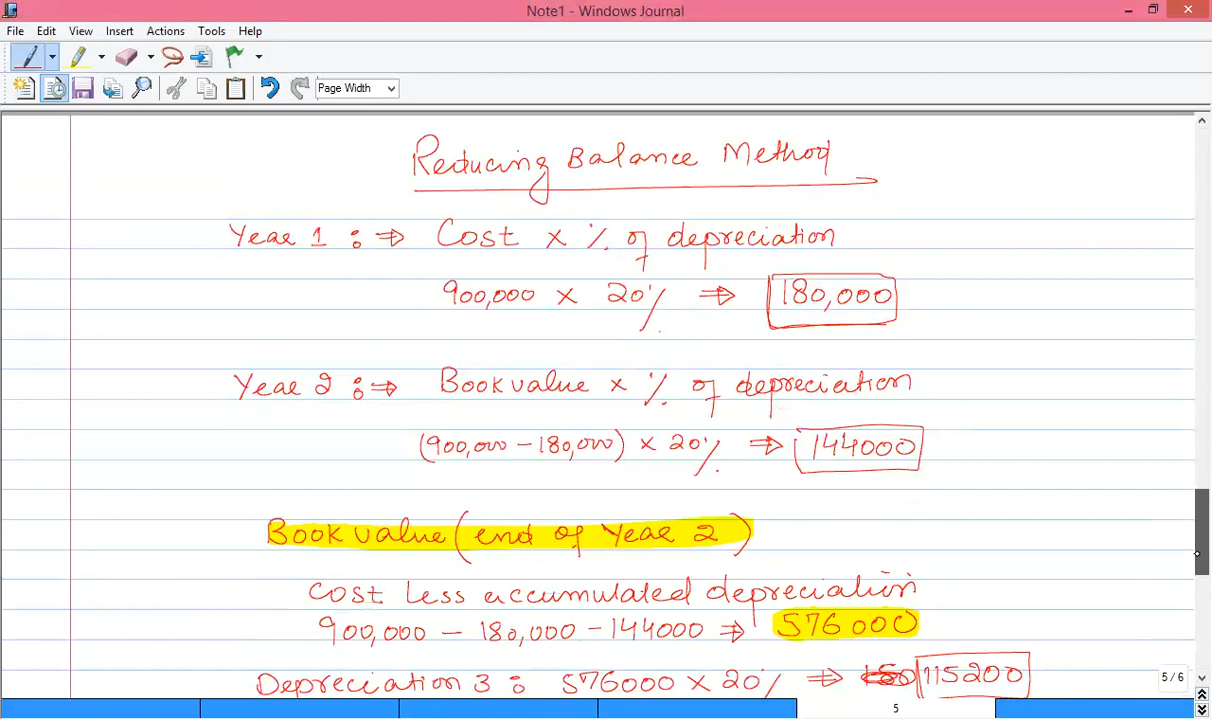 Note1 - Windows Journal
File Edit View Insert Actions Tools Help
Page Width
Reducing Balance Method
Year 1 :⇒ Cost x % of depreciation
900,000 x 20% ⇒ 180,000
Year 2 :⇒ Book value x % of depreciation
(900,000 - 180,000) x 20% ⇒ 144000
Book value (end of Year 2)
Cost Less accumulated depreciation
900,000 - 180,000 - 144000 ⇒ 576000
Depreciation 3 : 576000 x 20% ⇒ 115200
5/6
5